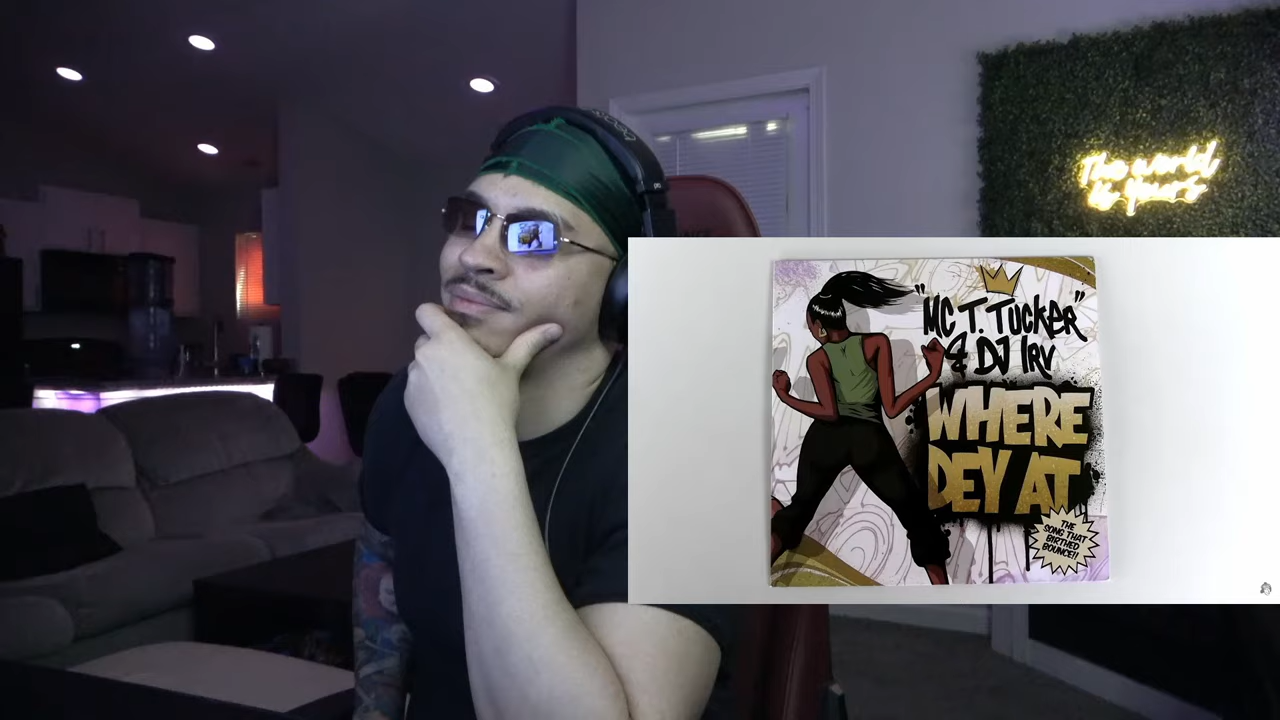 The world
is yours
"MC T. TUCKER"
& DJ IRV
WHERE
DEY AT
THE
SONG THAT
BIRTHED
BOUNCE!!